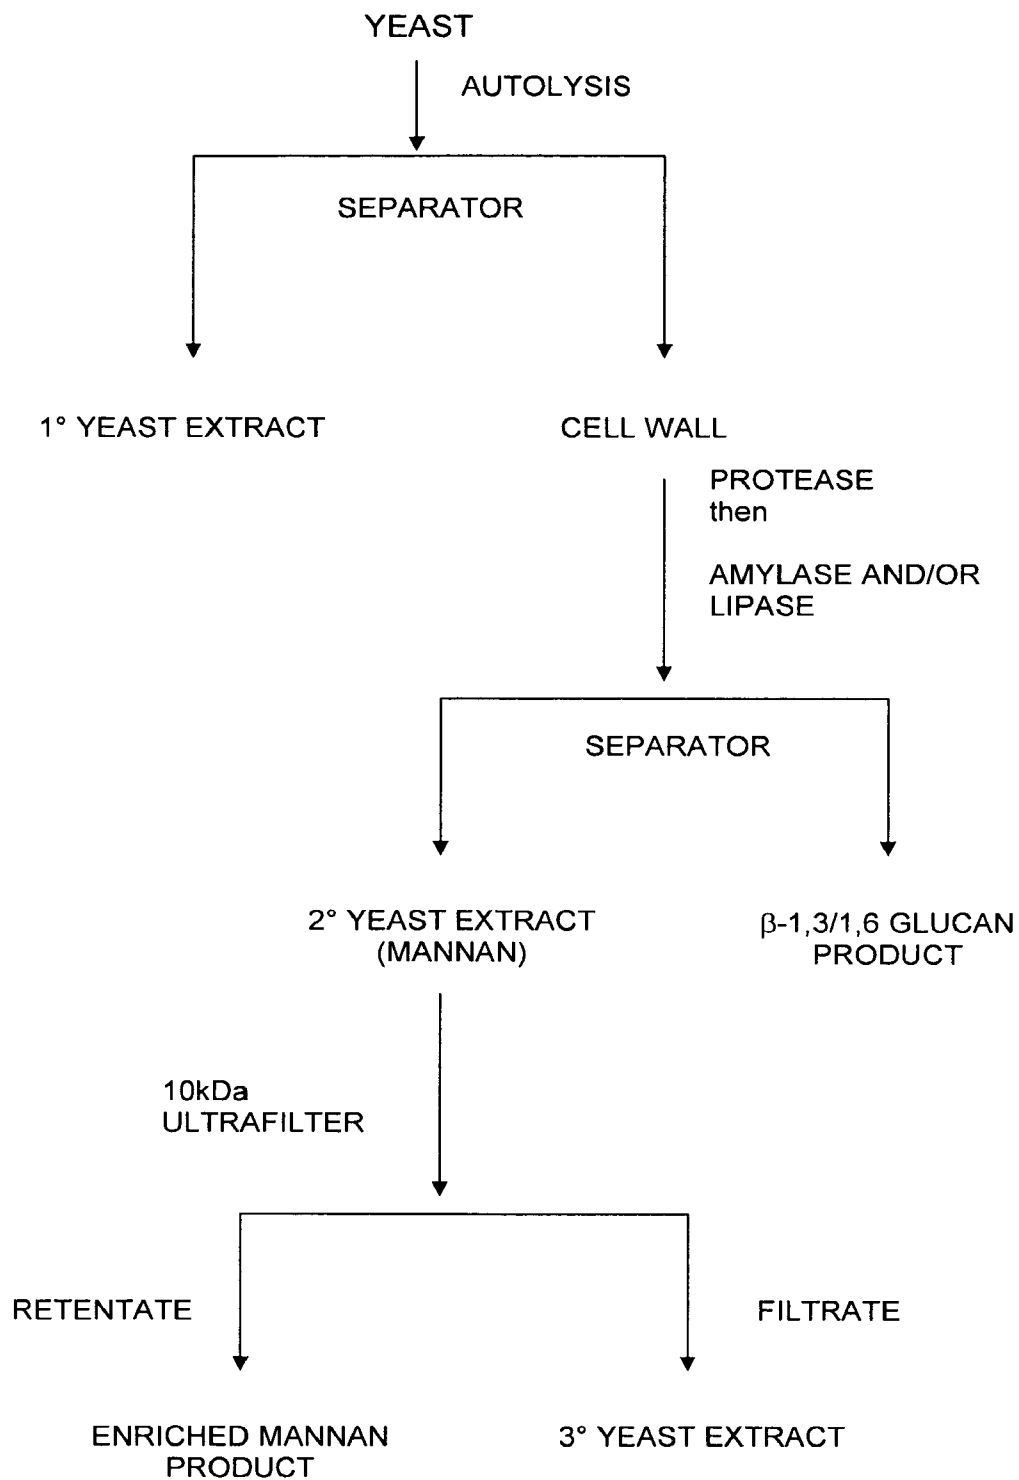 YEAST
AUTOLYSIS
SEPARATOR
1° YEAST EXTRACT
CELL WALL
PROTEASE
then
AMYLASE AND/OR
LIPASE
SEPARATOR
2° YEAST EXTRACT
(MANNAN)
β-1,3/1,6 GLUCAN
PRODUCT
10kDa
ULTRAFILTER
RETENTATE
FILTRATE
ENRICHED MANNAN
PRODUCT
3° YEAST EXTRACT